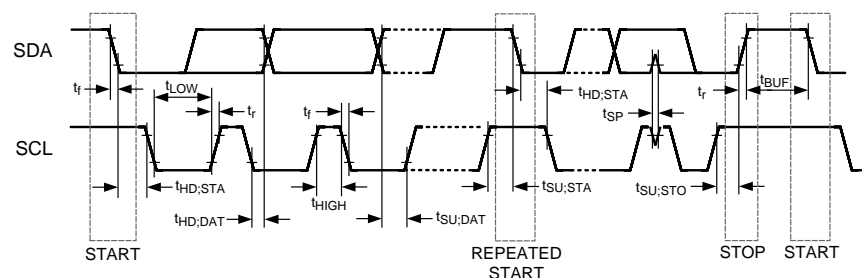 SDA
t_f
t_LOW
t_r
t_f
t_HD;STA
t_SP
t_r
t_BUF
SCL
t_HD;STA
t_HD;DAT
t_HIGH
t_SU;DAT
t_SU;STA
t_SU;STO
START
REPEATED
START
STOP
START